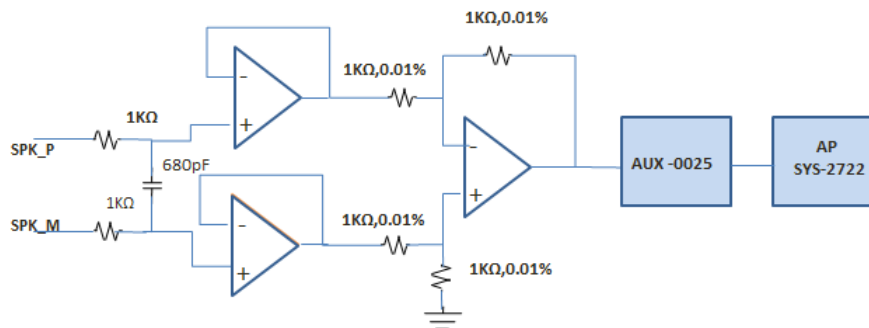 1KΩ,0.01%
1KΩ,0.01%
-
+
1KΩ
SPK_P
680pF
1KΩ
SPK_M
-
+
1KΩ,0.01%
-
+
1KΩ,0.01%
AUX -0025
AP
SYS-2722